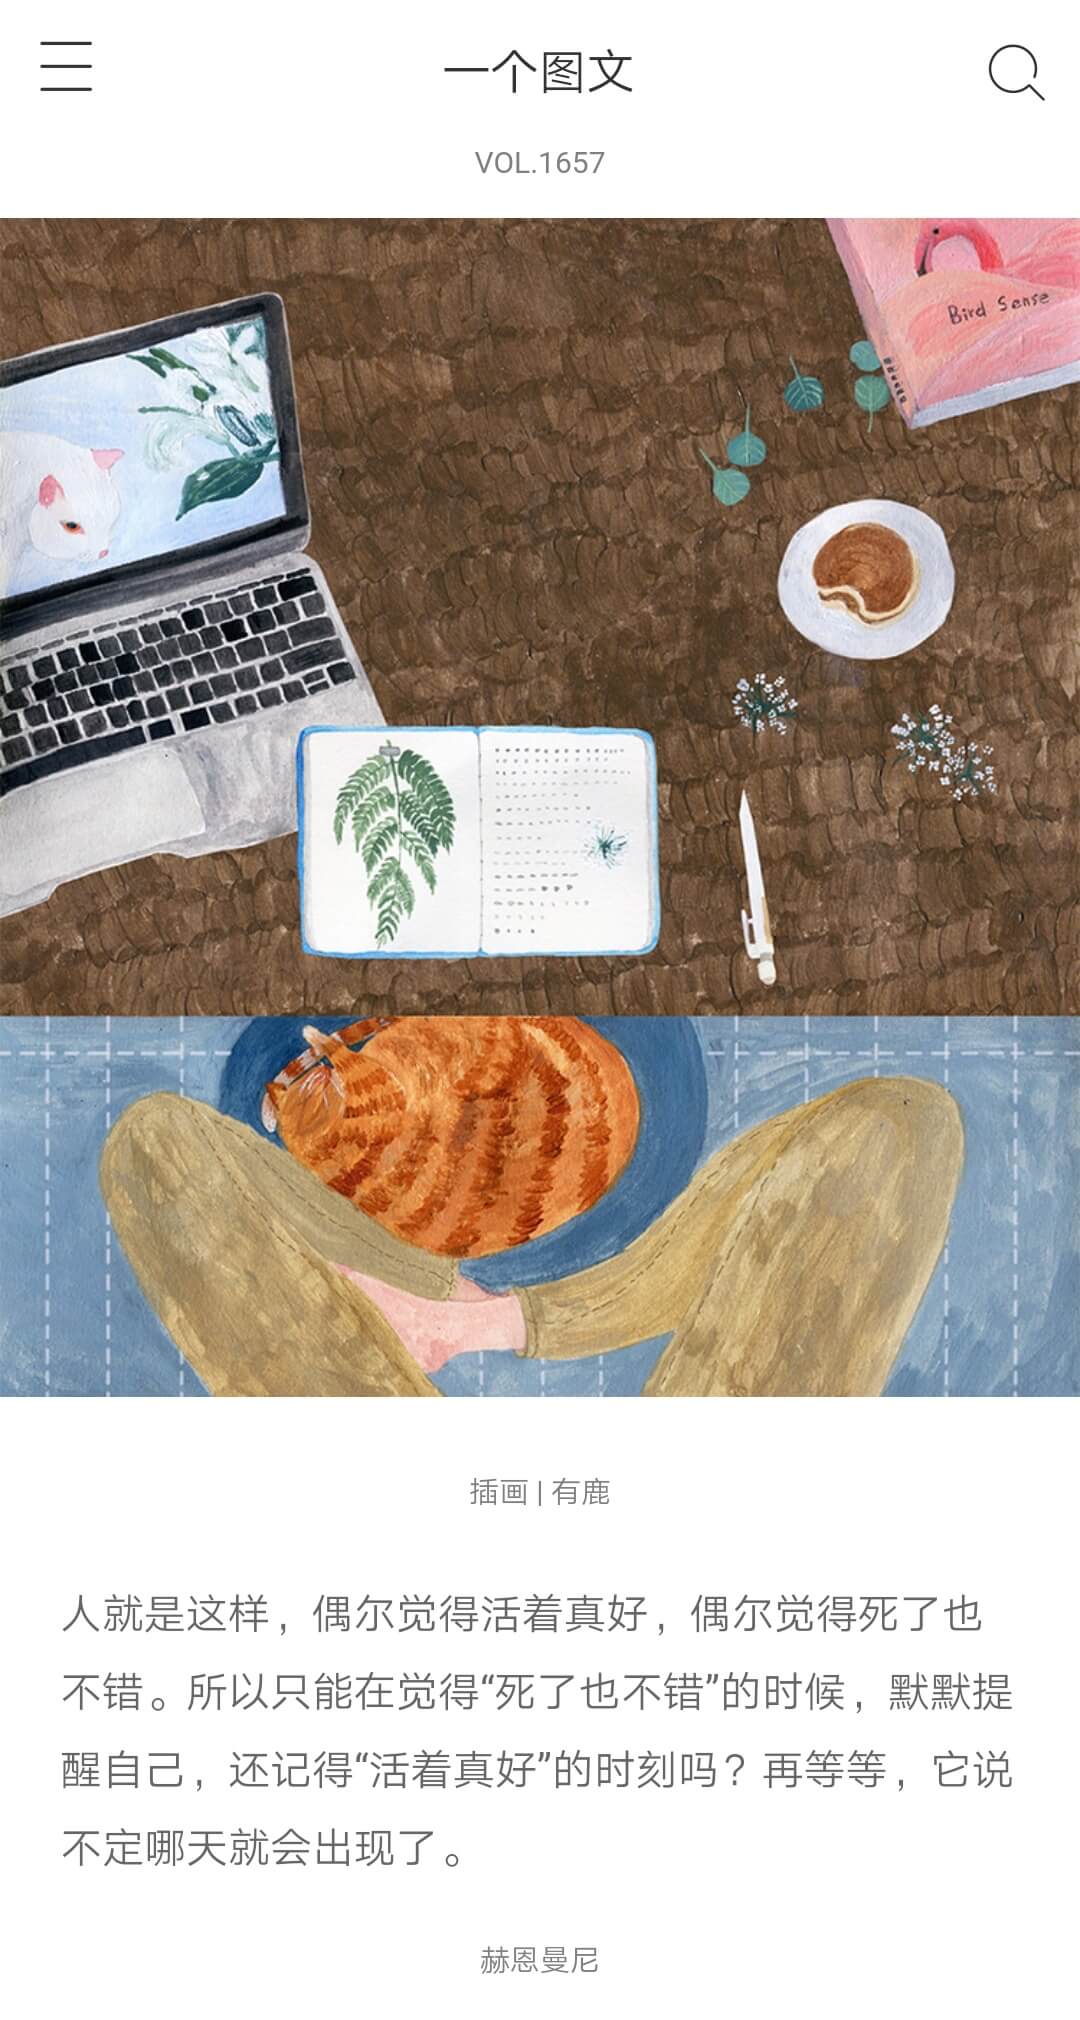 一个图文
VOL.1657
Bird Sense
插画 | 有鹿
人就是这样，偶尔觉得活着真好，偶尔觉得死了也
不错。所以只能在觉得“死了也不错”的时候，默默提
醒自己，还记得“活着真好”的时刻吗？再等等，它说
不定哪天就会出现了。
赫恩曼尼